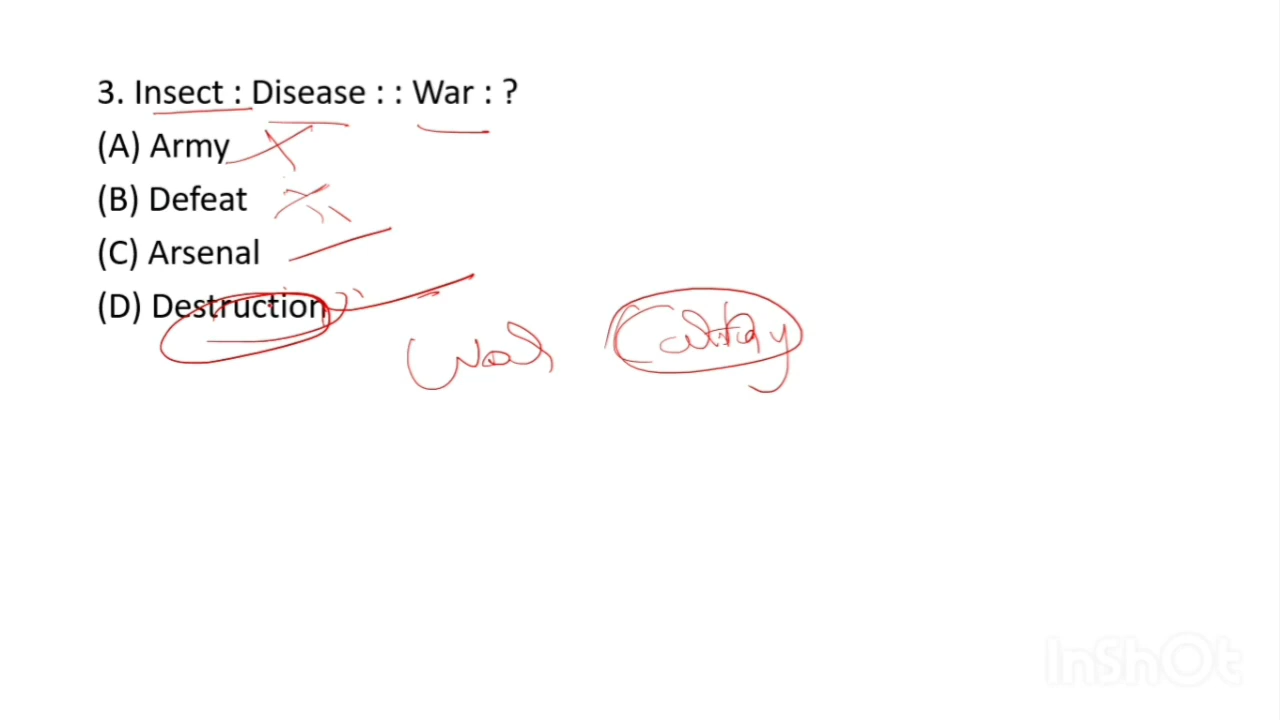 3. Insect : Disease : : War : ?
(A) Army
(B) Defeat
(C) Arsenal
(D) Destruction
War
InShOt